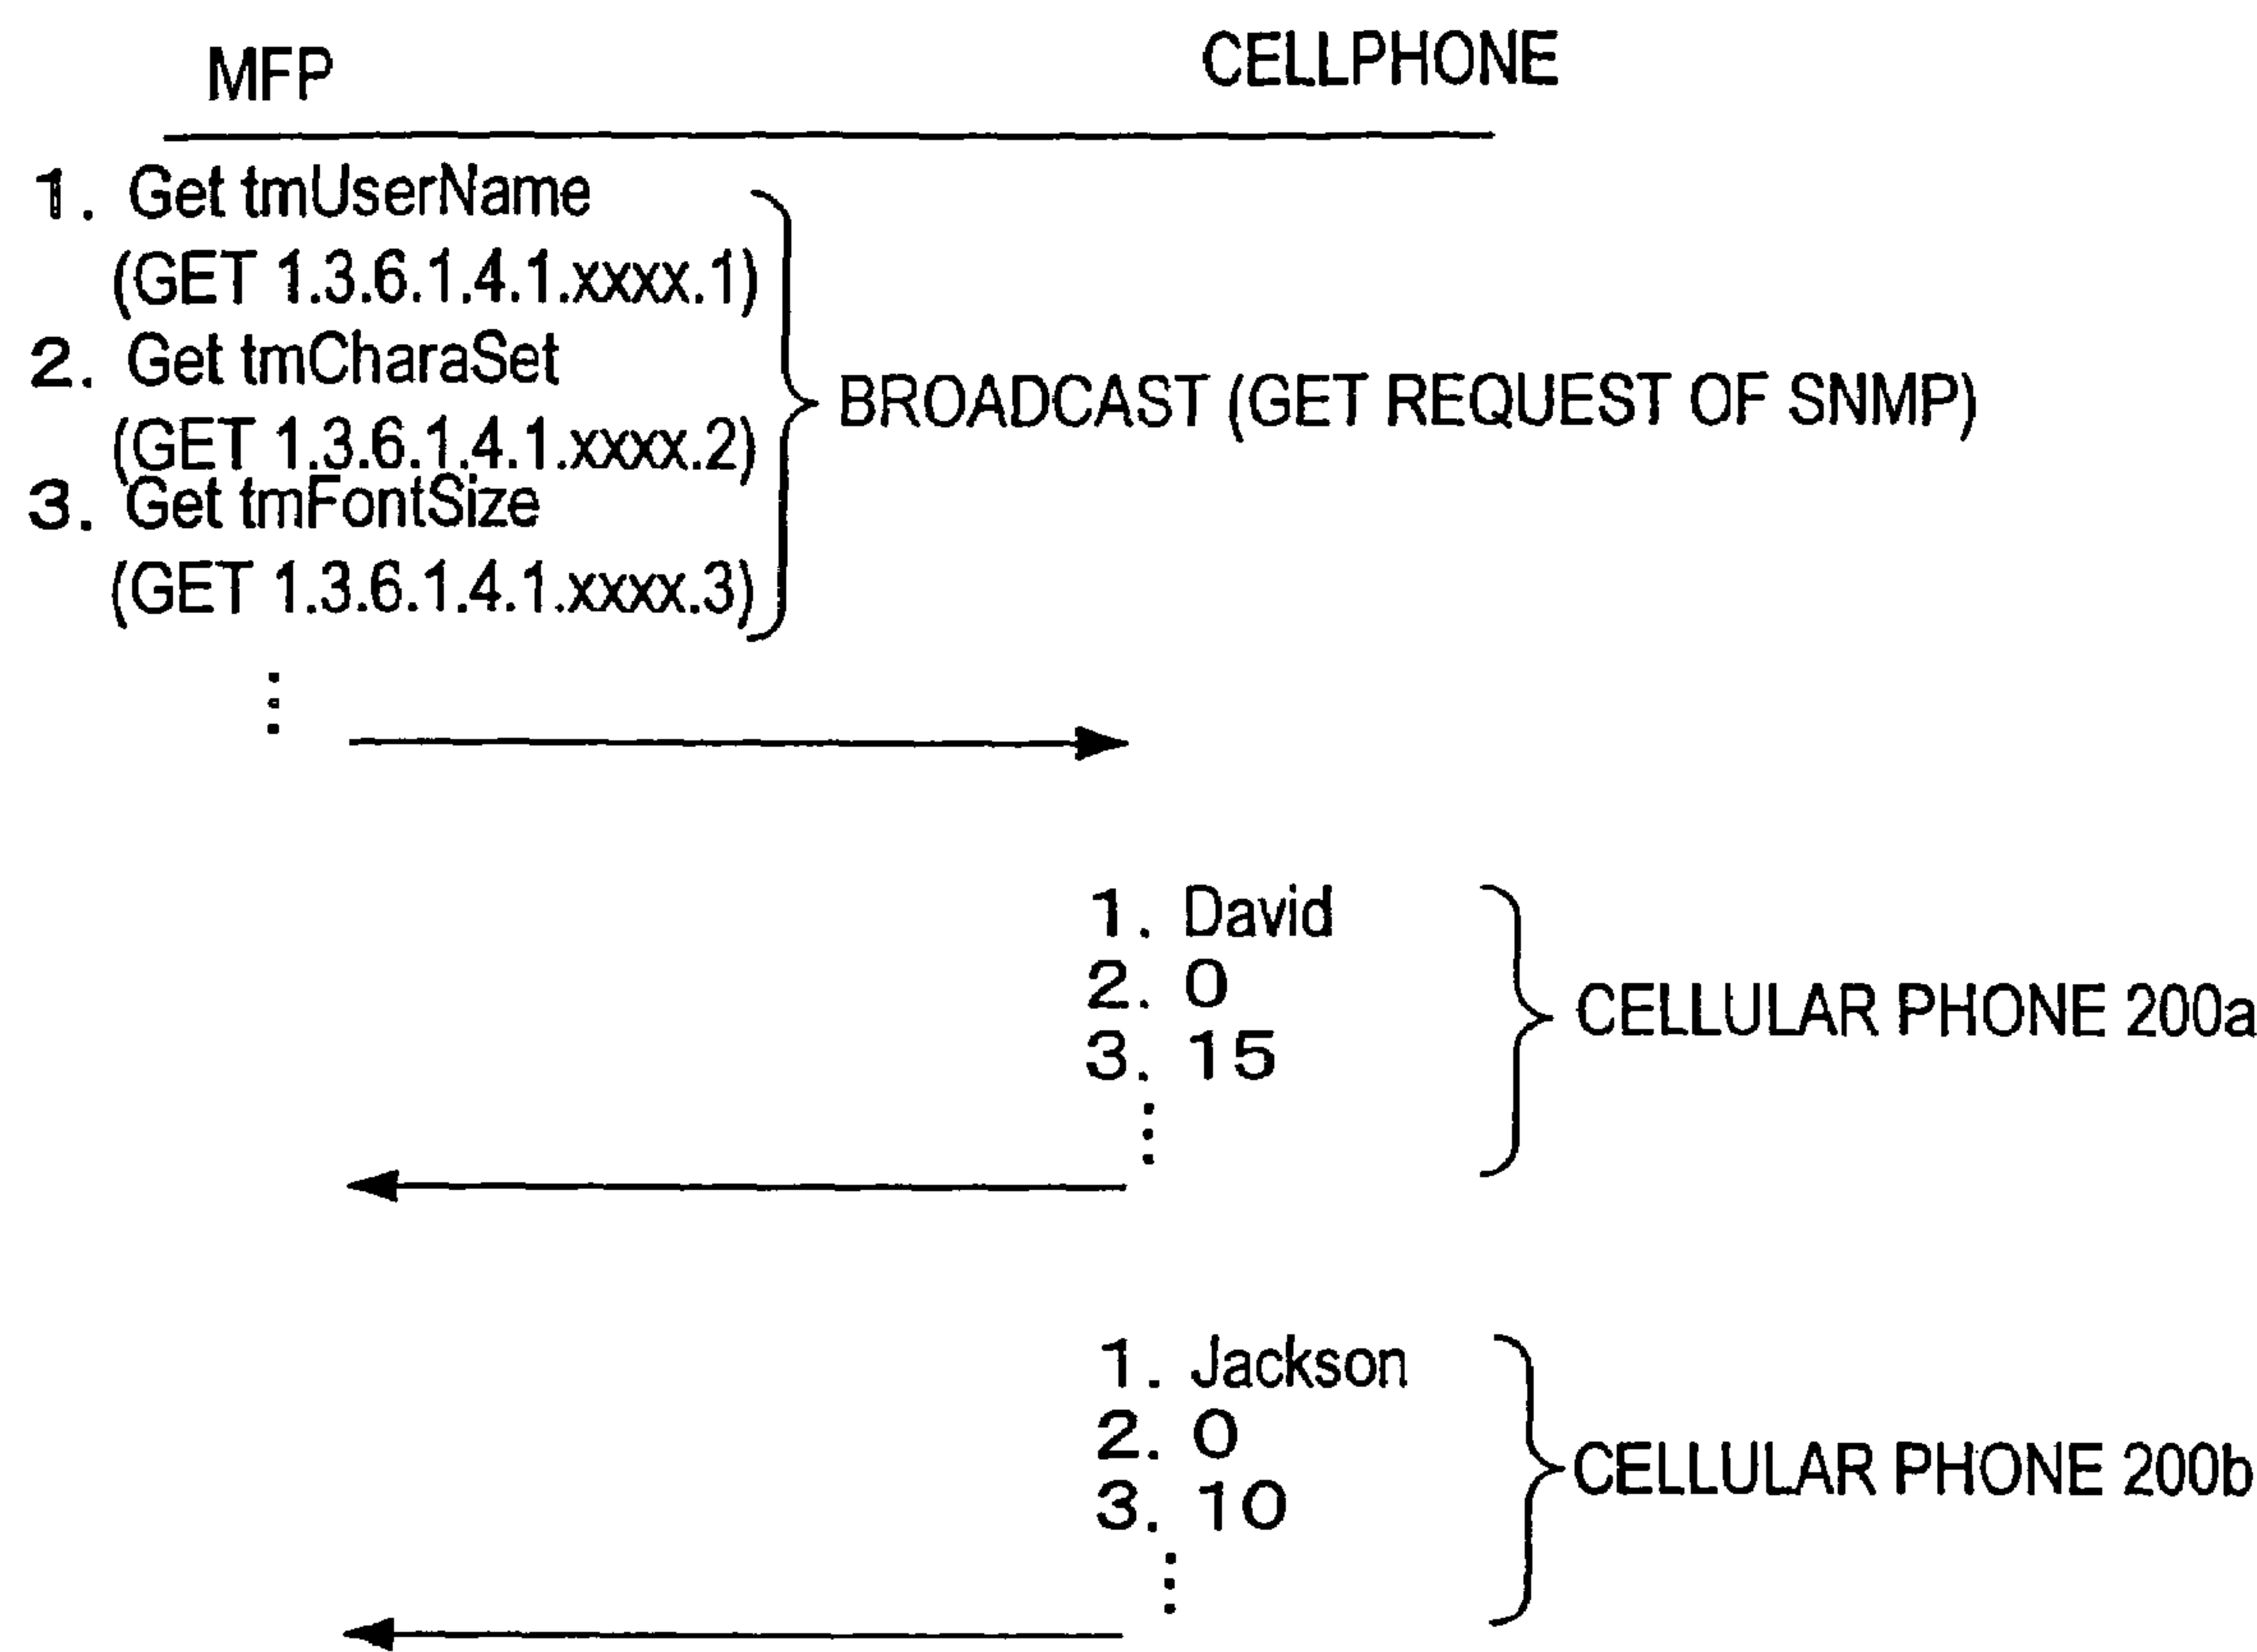 MFP CELLPHONE
1. Get tmUserName
(GET 1.3.6.1.4.1.xxxx.1)
2. Get tmCharaSet
(GET 1.3.6.1.4.1.xxxx.2)
3. Get tmFontSize
(GET 1.3.6.1.4.1.xxxx.3)
BROADCAST (GET REQUEST OF SNMP)
1. David
2. 0
3. 15
CELLULAR PHONE 200a
1. Jackson
2. 0
3. 10
CELLULAR PHONE 200b